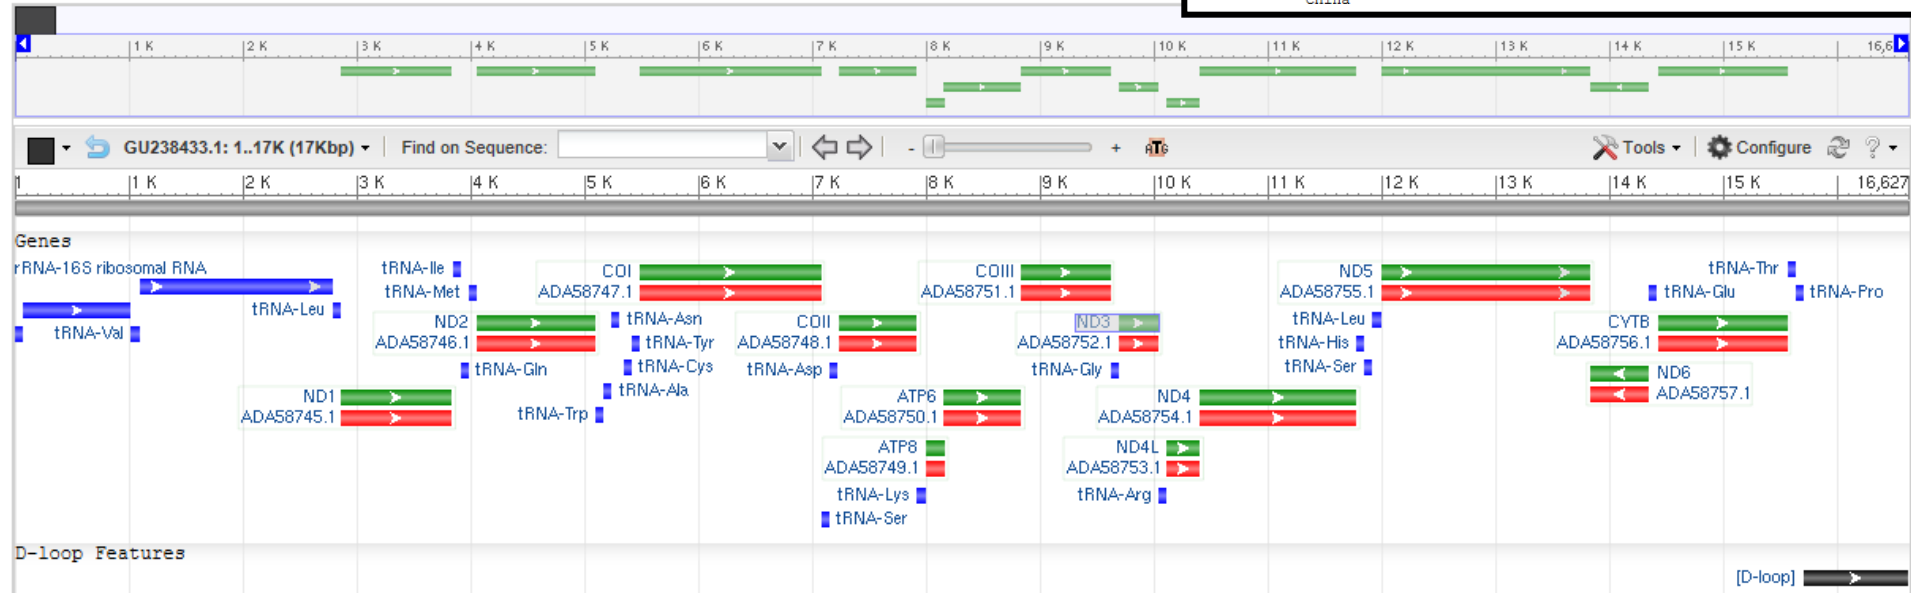 China
1 K 2 K 3 K 4 K 5 K 6 K 7 K 8 K 9 K 10 K 11 K 12 K 13 K 14 K 15 K 16,6
GU238433.1: 1..17K (17Kbp) Find on Sequence: - + ATG Tools Configure ?
1 1 K 2 K 3 K 4 K 5 K 6 K 7 K 8 K 9 K 10 K 11 K 12 K 13 K 14 K 15 K 16,627
Genes
rRNA-16S ribosomal RNA tRNA-Ile COI COIII ND5 tRNA-Thr
tRNA-Met ADA58747.1 ADA58751.1 ADA58755.1 tRNA-Glu tRNA-Pro
tRNA-Leu ND2 tRNA-Asn COII ND3 tRNA-Leu CYTB
tRNA-Val ADA58746.1 tRNA-Tyr ADA58748.1 ADA58752.1 tRNA-His ADA58756.1
tRNA-Gln tRNA-Cys tRNA-Asp tRNA-Gly tRNA-Ser ND6
ND1 tRNA-Ala ATP6 ND4 ADA58757.1
ADA58745.1 tRNA-Trp ADA58750.1 ADA58754.1
ATP8 ND4L
ADA58749.1 ADA58753.1
tRNA-Lys tRNA-Arg
tRNA-Ser
D-loop Features
[D-loop]